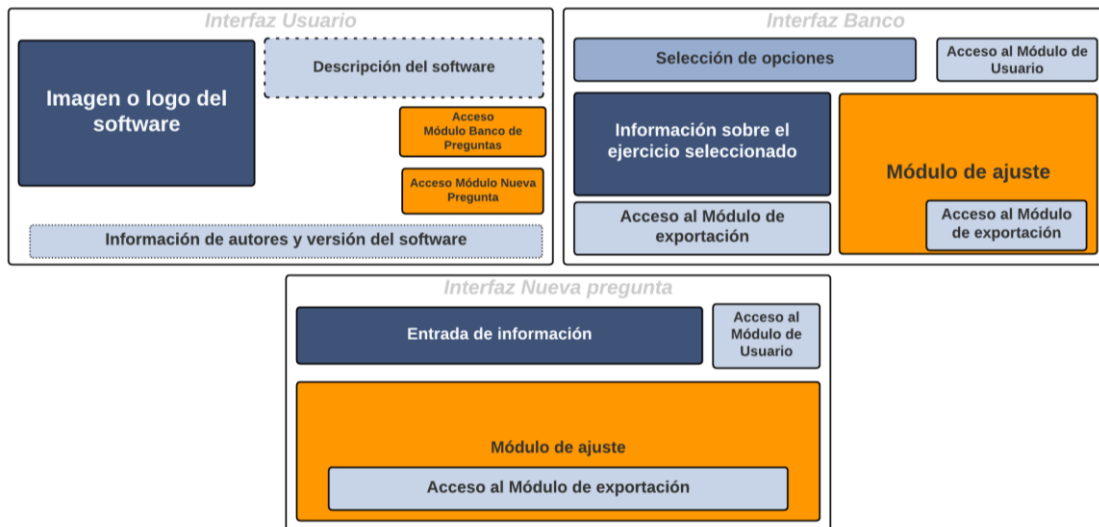 Interfaz Usuario
Imagen o logo del
software
Descripción del software
Acceso
Módulo Banco de
Preguntas
Acceso Módulo Nueva
Pregunta
Información de autores y versión del software
Interfaz Banco
Selección de opciones
Acceso al Módulo de
Usuario
Información sobre el
ejercicio seleccionado
Módulo de ajuste
Acceso al Módulo de
exportación
Acceso al Módulo
de exportación
Interfaz Nueva pregunta
Entrada de información
Acceso al
Módulo de
Usuario
Módulo de ajuste
Acceso al Módulo de exportación